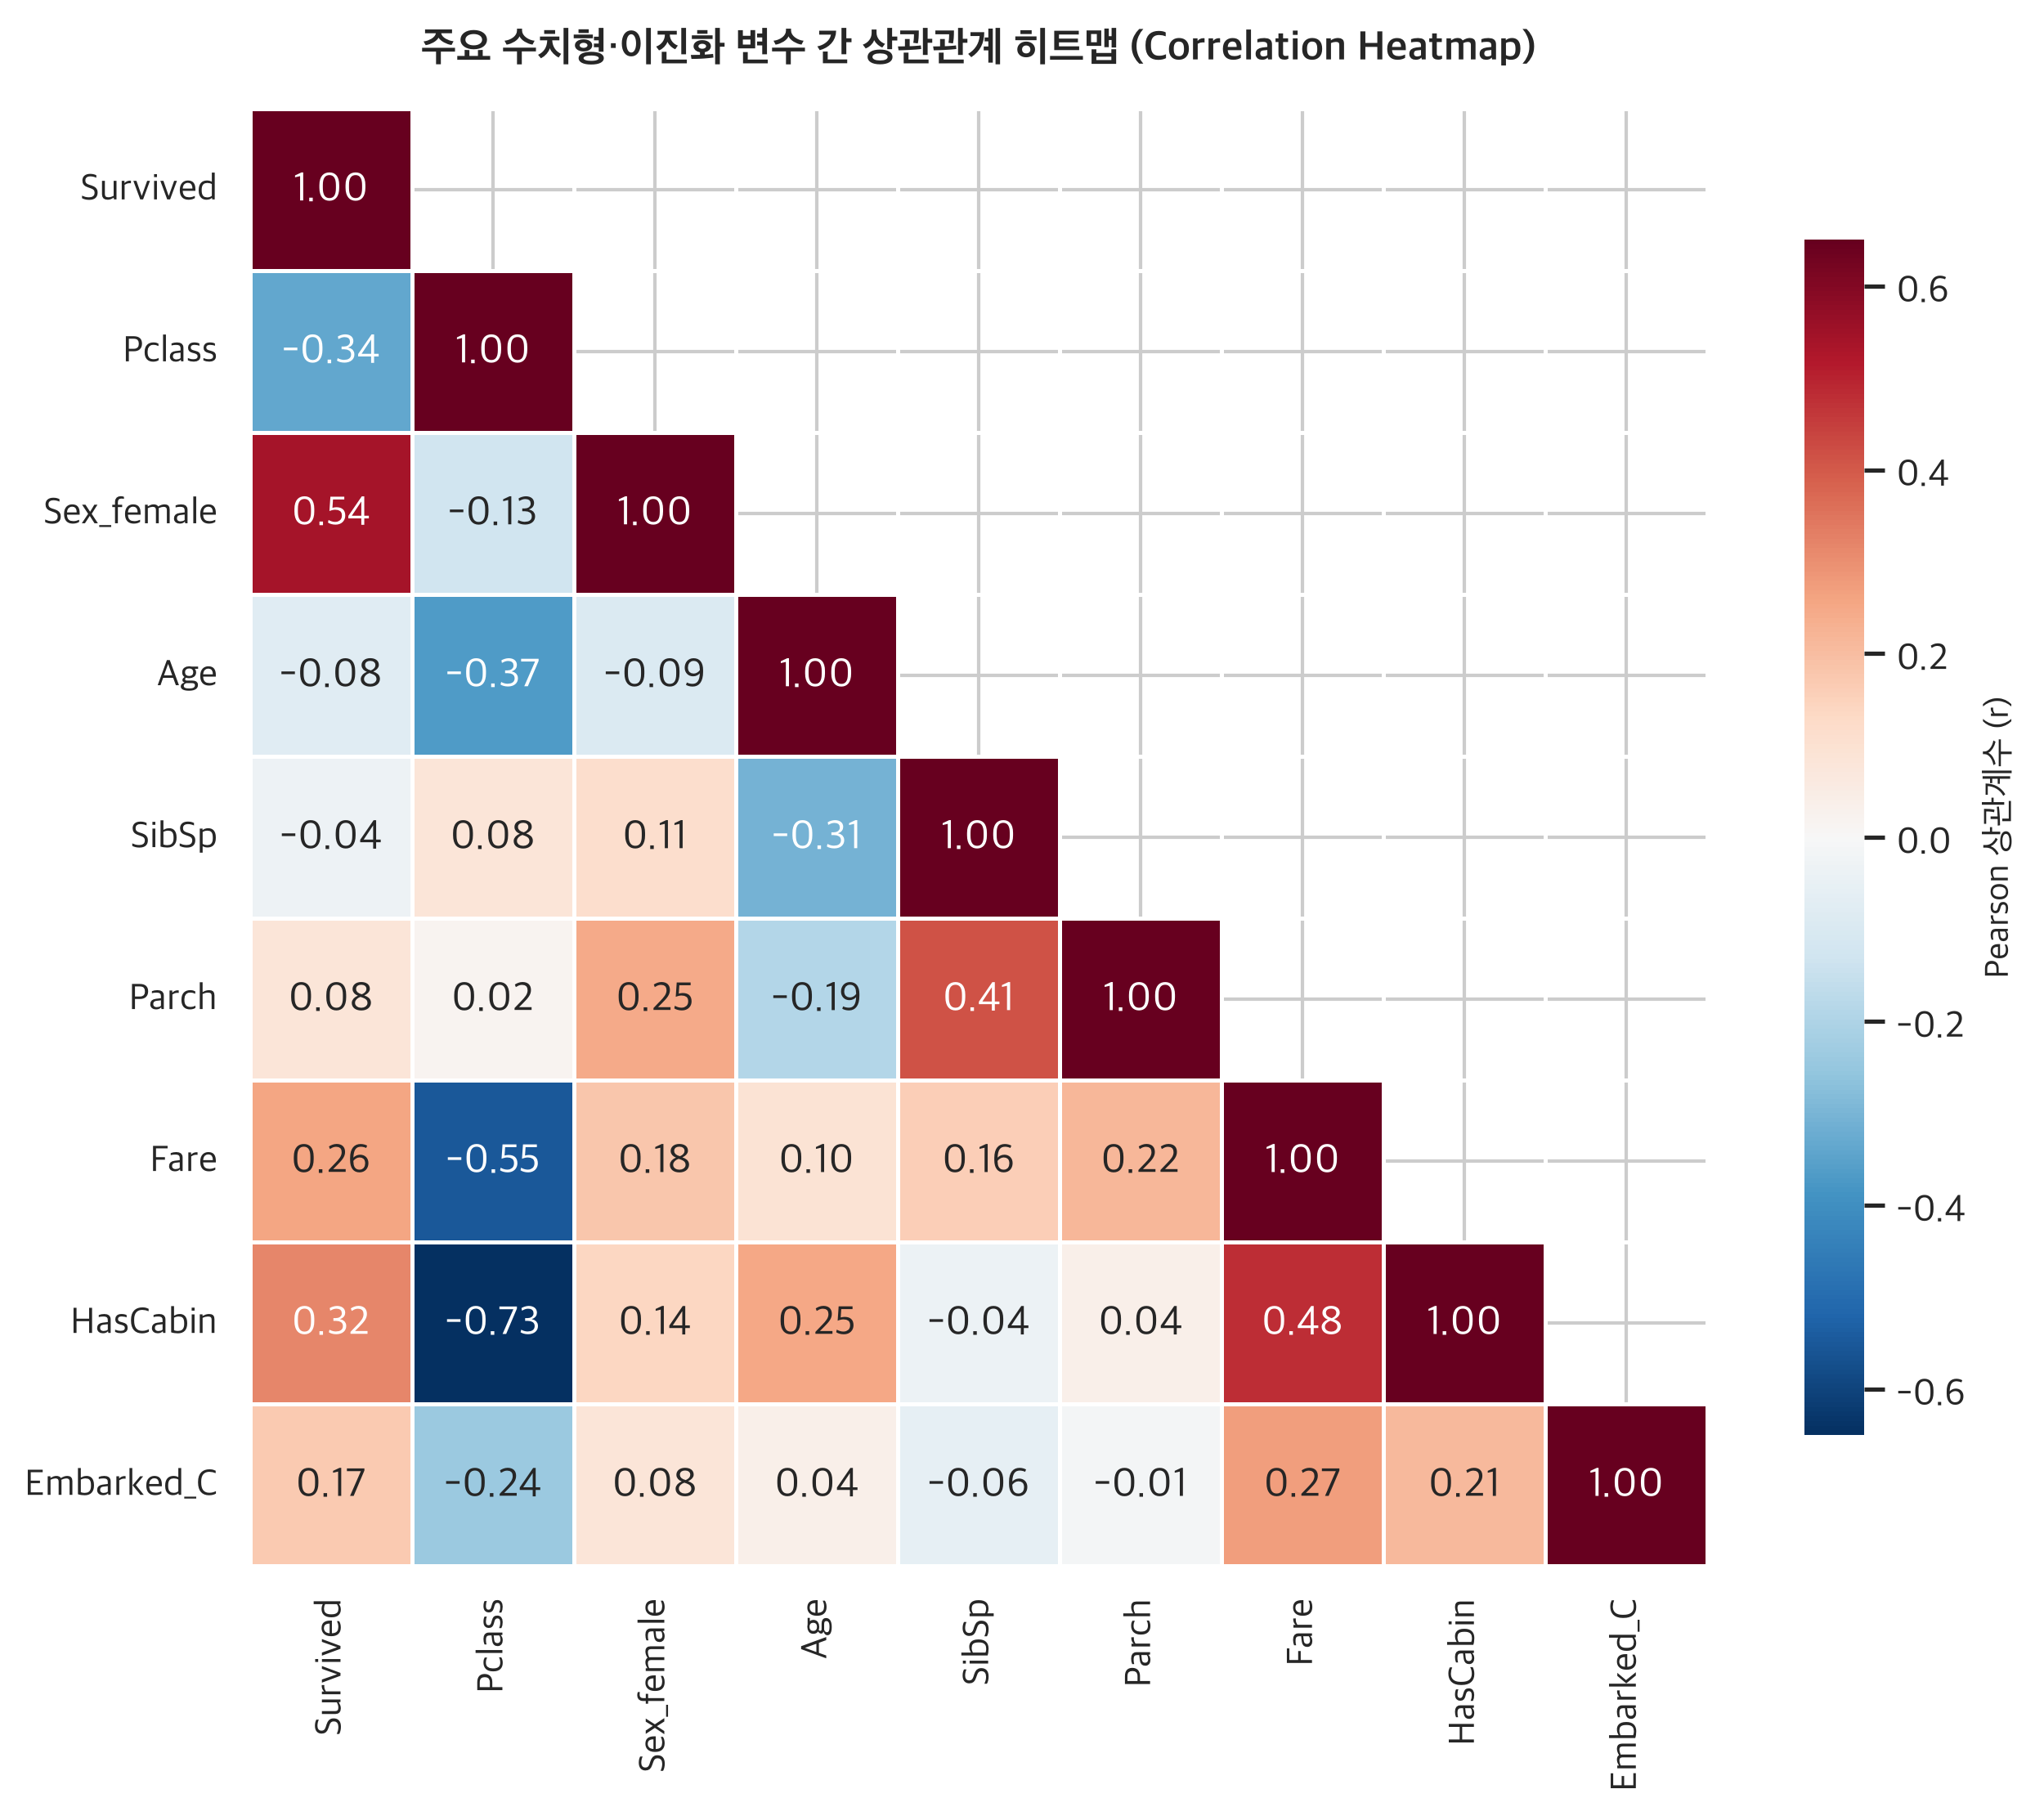 주요 수치형·이진화 변수 간 상관관계 히트맵 (Correlation Heatmap)
Survived 1.00
Pclass -0.34 1.00
Sex_female 0.54 -0.13 1.00
Age -0.08 -0.37 -0.09 1.00
SibSp -0.04 0.08 0.11 -0.31 1.00
Parch 0.08 0.02 0.25 -0.19 0.41 1.00
Fare 0.26 -0.55 0.18 0.10 0.16 0.22 1.00
HasCabin 0.32 -0.73 0.14 0.25 -0.04 0.04 0.48 1.00
Embarked_C 0.17 -0.24 0.08 0.04 -0.06 -0.01 0.27 0.21 1.00
Survived Pclass Sex_female Age SibSp Parch Fare HasCabin Embarked_C
0.6
0.4
0.2
0.0
-0.2
-0.4
-0.6
Pearson 상관계수 (r)